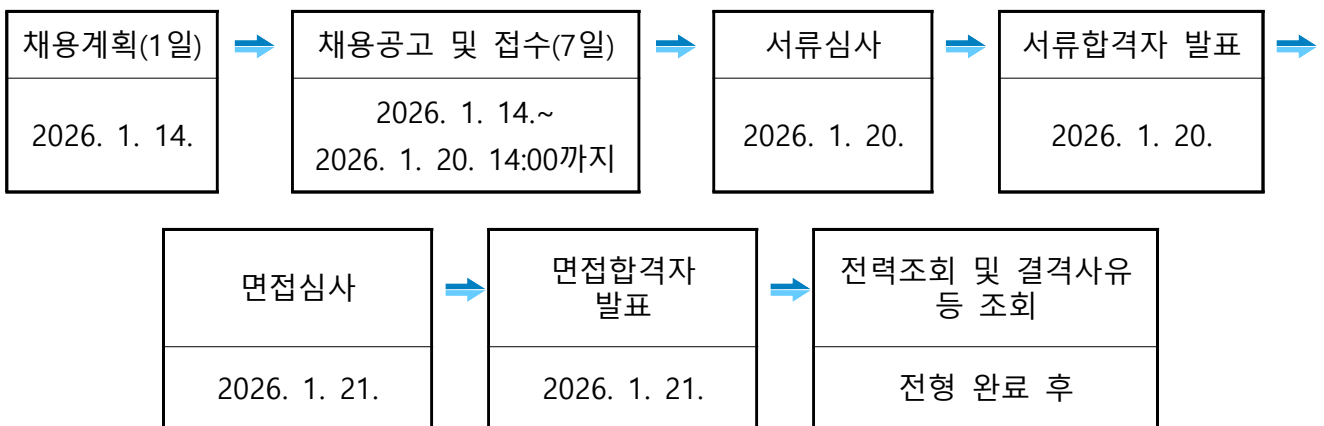 채용계획(1일)
2026. 1. 14.
채용공고 및 접수(7일)
2026. 1. 14.~
2026. 1. 20. 14:00까지
서류심사
2026. 1. 20.
서류합격자 발표
2026. 1. 20.
면접심사
2026. 1. 21.
면접합격자
발표
2026. 1. 21.
전력조회 및 결격사유
등 조회
전형 완료 후